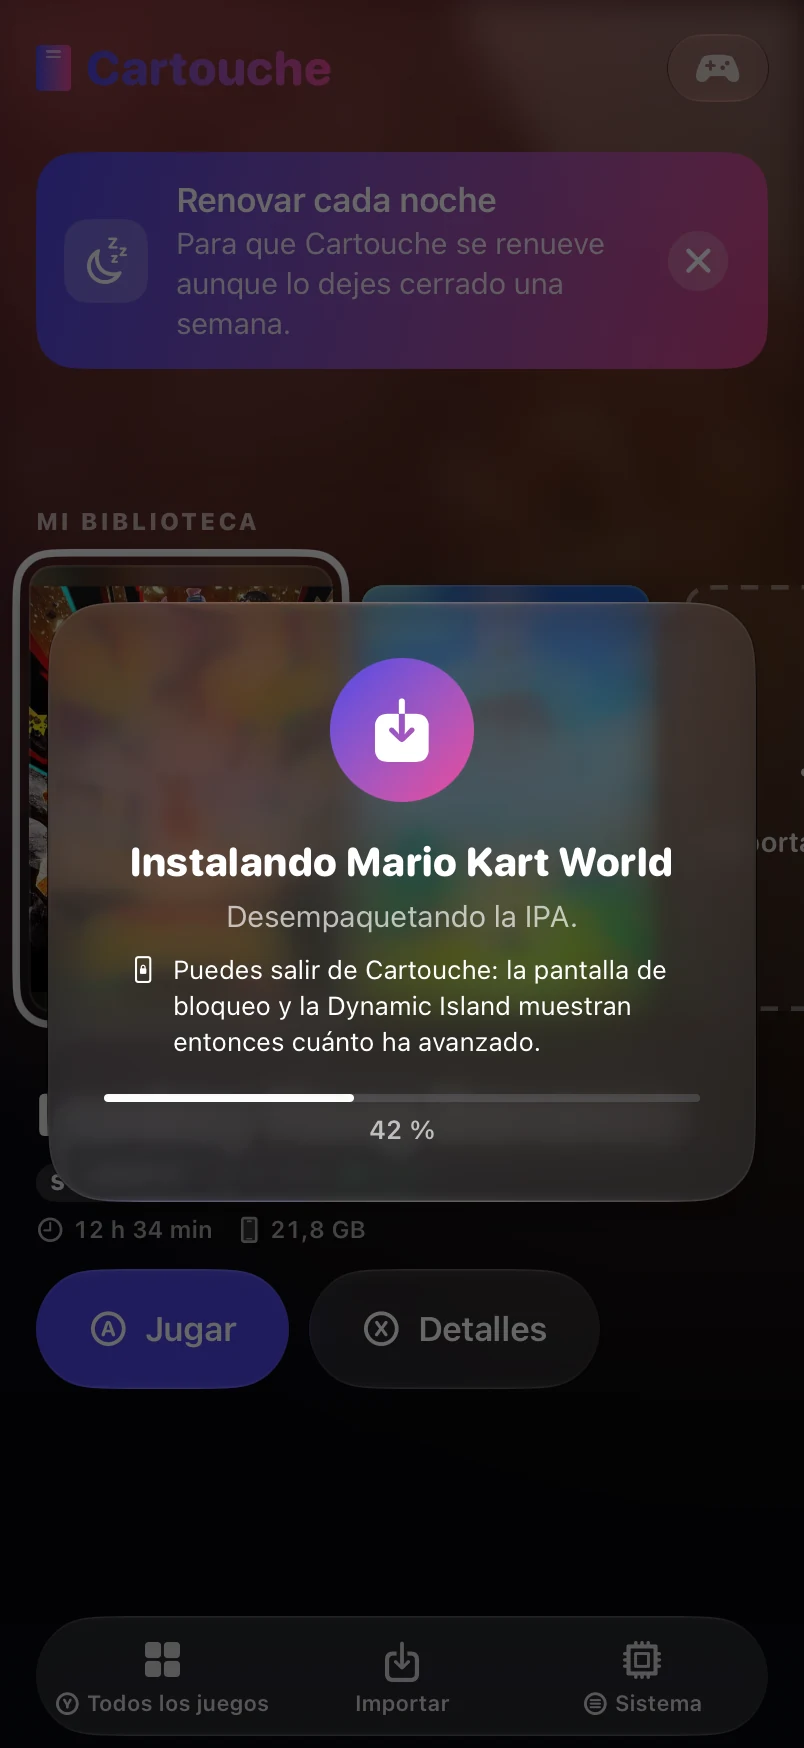 Cartouche
Renovar cada noche
Para que Cartouche se renueve
aunque lo dejes cerrado una
semana.
MI BIBLIOTECA
Instalando Mario Kart World
Desempaquetando la IPA.
Puedes salir de Cartouche: la pantalla de
bloqueo y la Dynamic Island muestran
entonces cuánto ha avanzado.
42 %
12 h 34 min 21,8 GB
A Jugar X Detalles
Y Todos los juegos Importar Sistema